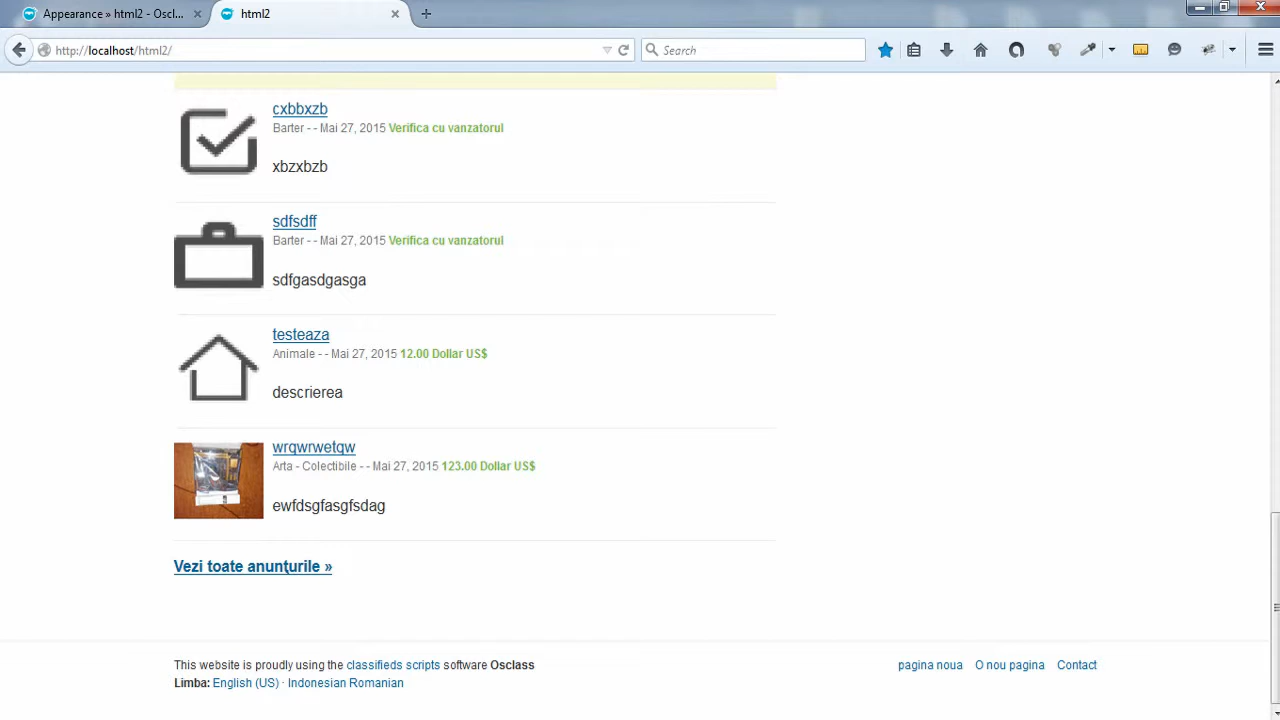 Appearance » html2 - Oscl...
html2
http://localhost/html2/
Search
cxbbxzb
Barter - - Mai 27, 2015 Verifica cu vanzatorul
xbzxbzb
sdfsdff
Barter - - Mai 27, 2015 Verifica cu vanzatorul
sdfgasdgasga
testeaza
Animale - - Mai 27, 2015 12.00 Dollar US$
descrierea
wrqwrwetqw
Arta - Colectibile - - Mai 27, 2015 123.00 Dollar US$
ewfdsgfasgfsdag
Vezi toate anunţurile »
This website is proudly using the classifieds scripts software Osclass
pagina noua O nou pagina Contact
Limba: English (US) · Indonesian Romanian